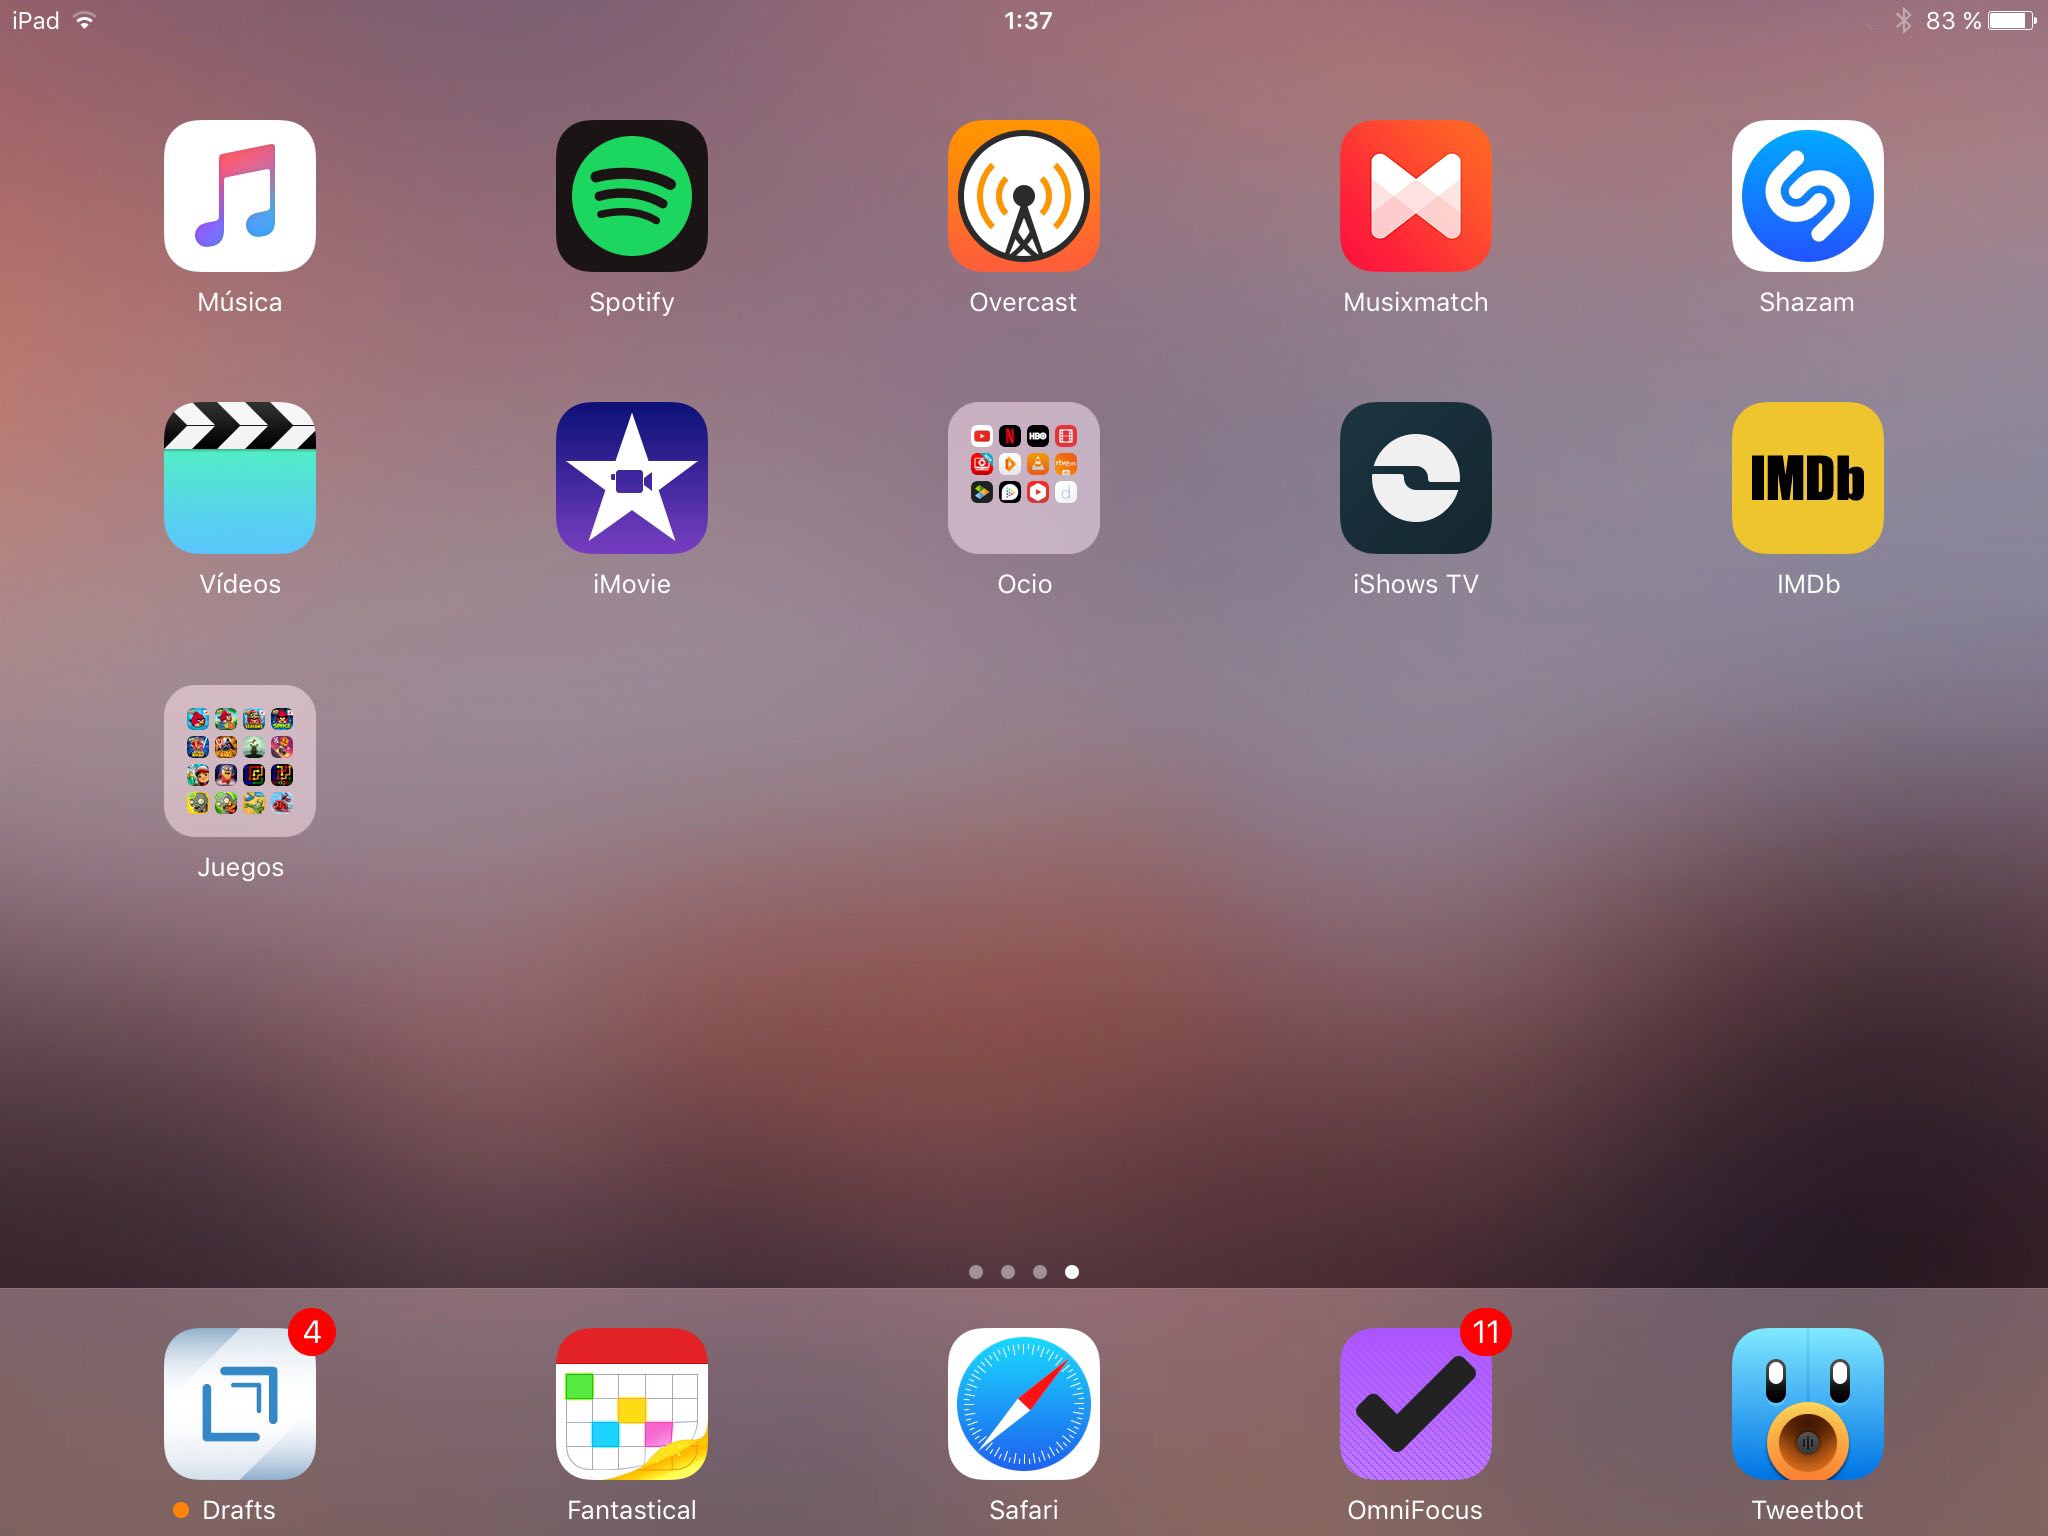 iPad 1:37 83 %
Música Spotify Overcast Musixmatch Shazam
HBO
IMDb
Vídeos iMovie Ocio iShows TV IMDb
Juegos
4 11
Drafts Fantastical Safari OmniFocus Tweetbot